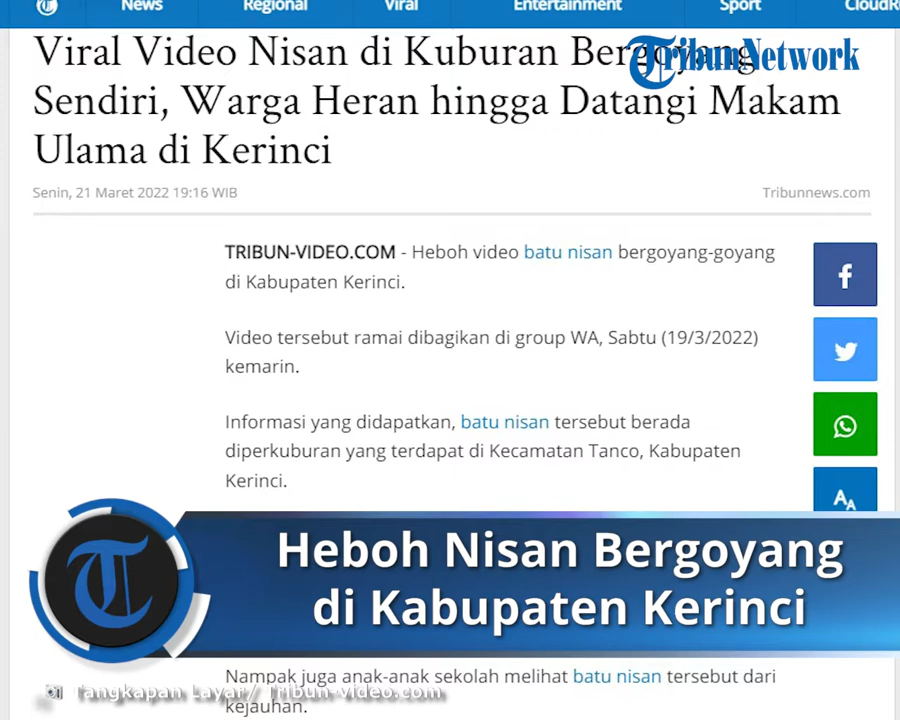 News Regional Viral Entertainment Sport
Viral Video Nisan di Kuburan Bergoyang
TribunNetwork
Sendiri, Warga Heran hingga Datangi Makam
Ulama di Kerinci
Senin, 21 Maret 2022 19:16 WIB
Tribunnews.com
TRIBUN-VIDEO.COM - Heboh video batu nisan bergoyang-goyang
di Kabupaten Kerinci.
Video tersebut ramai dibagikan di group WA, Sabtu (19/3/2022)
kemarin.
Informasi yang didapatkan, batu nisan tersebut berada
diperkuburan yang terdapat di Kecamatan Tanco, Kabupaten
Kerinci.
AA
Heboh Nisan Bergoyang
di Kabupaten Kerinci
Nampak juga anak-anak sekolah melihat batu nisan tersebut dari
Tangkapan Layar/ Tribun-video.com
kejauhan.